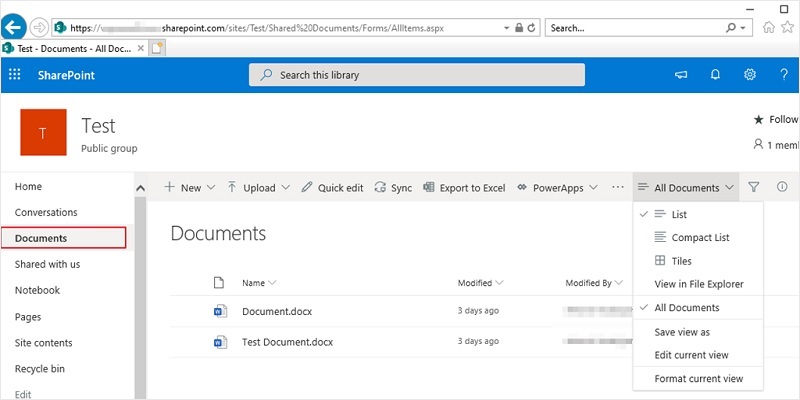 https://
sharepoint.com/sites/Test/Shared%20Documents/Forms/AllItems.aspx
Search...
Test - Documents - All Doc...
SharePoint
Search this library
?
T
Test
Public group
Follow
1 memb
Home
Conversations
Documents
Shared with us
Notebook
Pages
Site contents
Recycle bin
Edit
New
Upload
Quick edit
Sync
Export to Excel
PowerApps
...
All Documents
Documents
Name
Modified
Modified By
Document.docx
3 days ago
Test Document.docx
3 days ago
List
Compact List
Tiles
View in File Explorer
All Documents
Save view as
Edit current view
Format current view